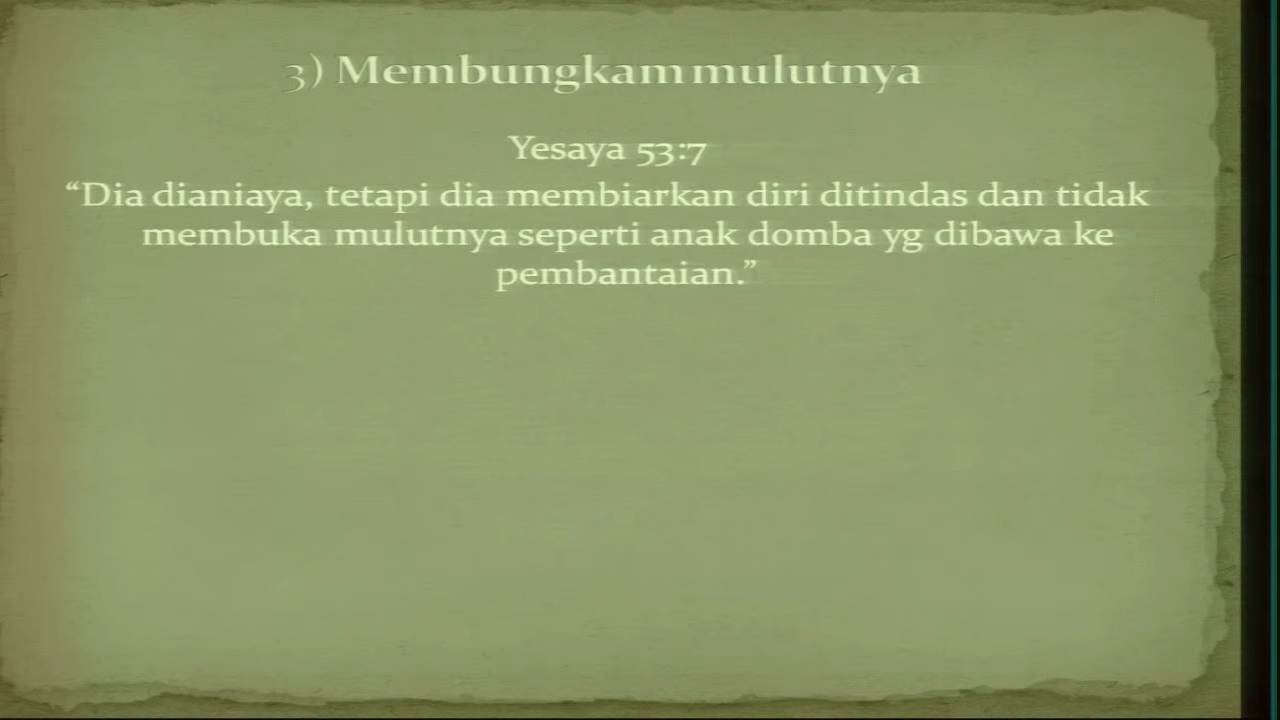 3) Membungkam mulutnya
Yesaya 53:7
“Dia dianiaya, tetapi dia membiarkan diri ditindas dan tidak
membuka mulutnya seperti anak domba yg dibawa ke
pembantaian.”